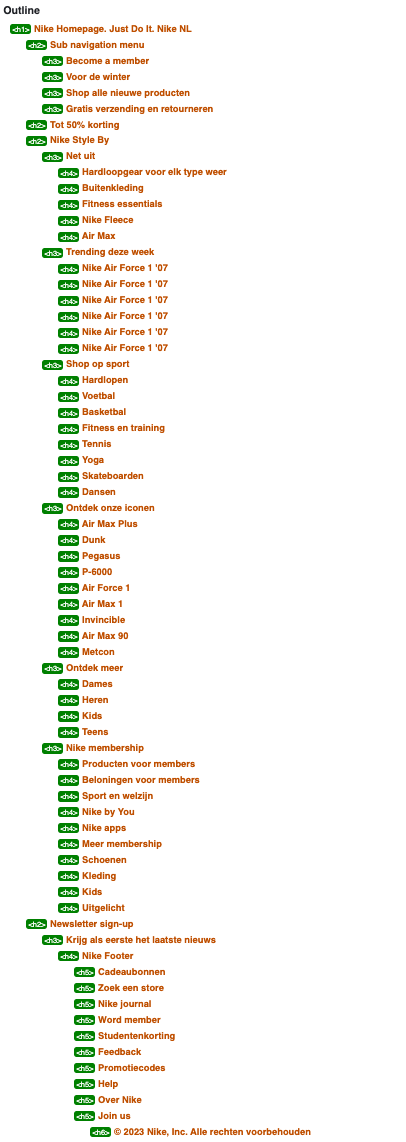 Outline
<h1> Nike Homepage. Just Do It. Nike NL
<h2> Sub navigation menu
<h3> Become a member
<h3> Voor de winter
<h3> Shop alle nieuwe producten
<h3> Gratis verzending en retourneren
<h2> Tot 50% korting
<h2> Nike Style By
<h3> Net uit
<h4> Hardloopgear voor elk type weer
<h4> Buitenkleding
<h4> Fitness essentials
<h4> Nike Fleece
<h4> Air Max
<h3> Trending deze week
<h4> Nike Air Force 1 '07
<h4> Nike Air Force 1 '07
<h4> Nike Air Force 1 '07
<h4> Nike Air Force 1 '07
<h4> Nike Air Force 1 '07
<h4> Nike Air Force 1 '07
<h3> Shop op sport
<h4> Hardlopen
<h4> Voetbal
<h4> Basketbal
<h4> Fitness en training
<h4> Tennis
<h4> Yoga
<h4> Skateboarden
<h4> Dansen
<h3> Ontdek onze iconen
<h4> Air Max Plus
<h4> Dunk
<h4> Pegasus
<h4> P-6000
<h4> Air Force 1
<h4> Air Max 1
<h4> Invincible
<h4> Air Max 90
<h4> Metcon
<h3> Ontdek meer
<h4> Dames
<h4> Heren
<h4> Kids
<h4> Teens
<h3> Nike membership
<h4> Producten voor members
<h4> Beloningen voor members
<h4> Sport en welzijn
<h4> Nike by You
<h4> Nike apps
<h4> Meer membership
<h4> Schoenen
<h4> Kleding
<h4> Kids
<h4> Uitgelicht
<h2> Newsletter sign-up
<h3> Krijg als eerste het laatste nieuws
<h4> Nike Footer
<h5> Cadeaubonnen
<h5> Zoek een store
<h5> Nike journal
<h5> Word member
<h5> Studentenkorting
<h5> Feedback
<h5> Promotiecodes
<h5> Help
<h5> Over Nike
<h5> Join us
<h6> © 2023 Nike, Inc. Alle rechten voorbehouden